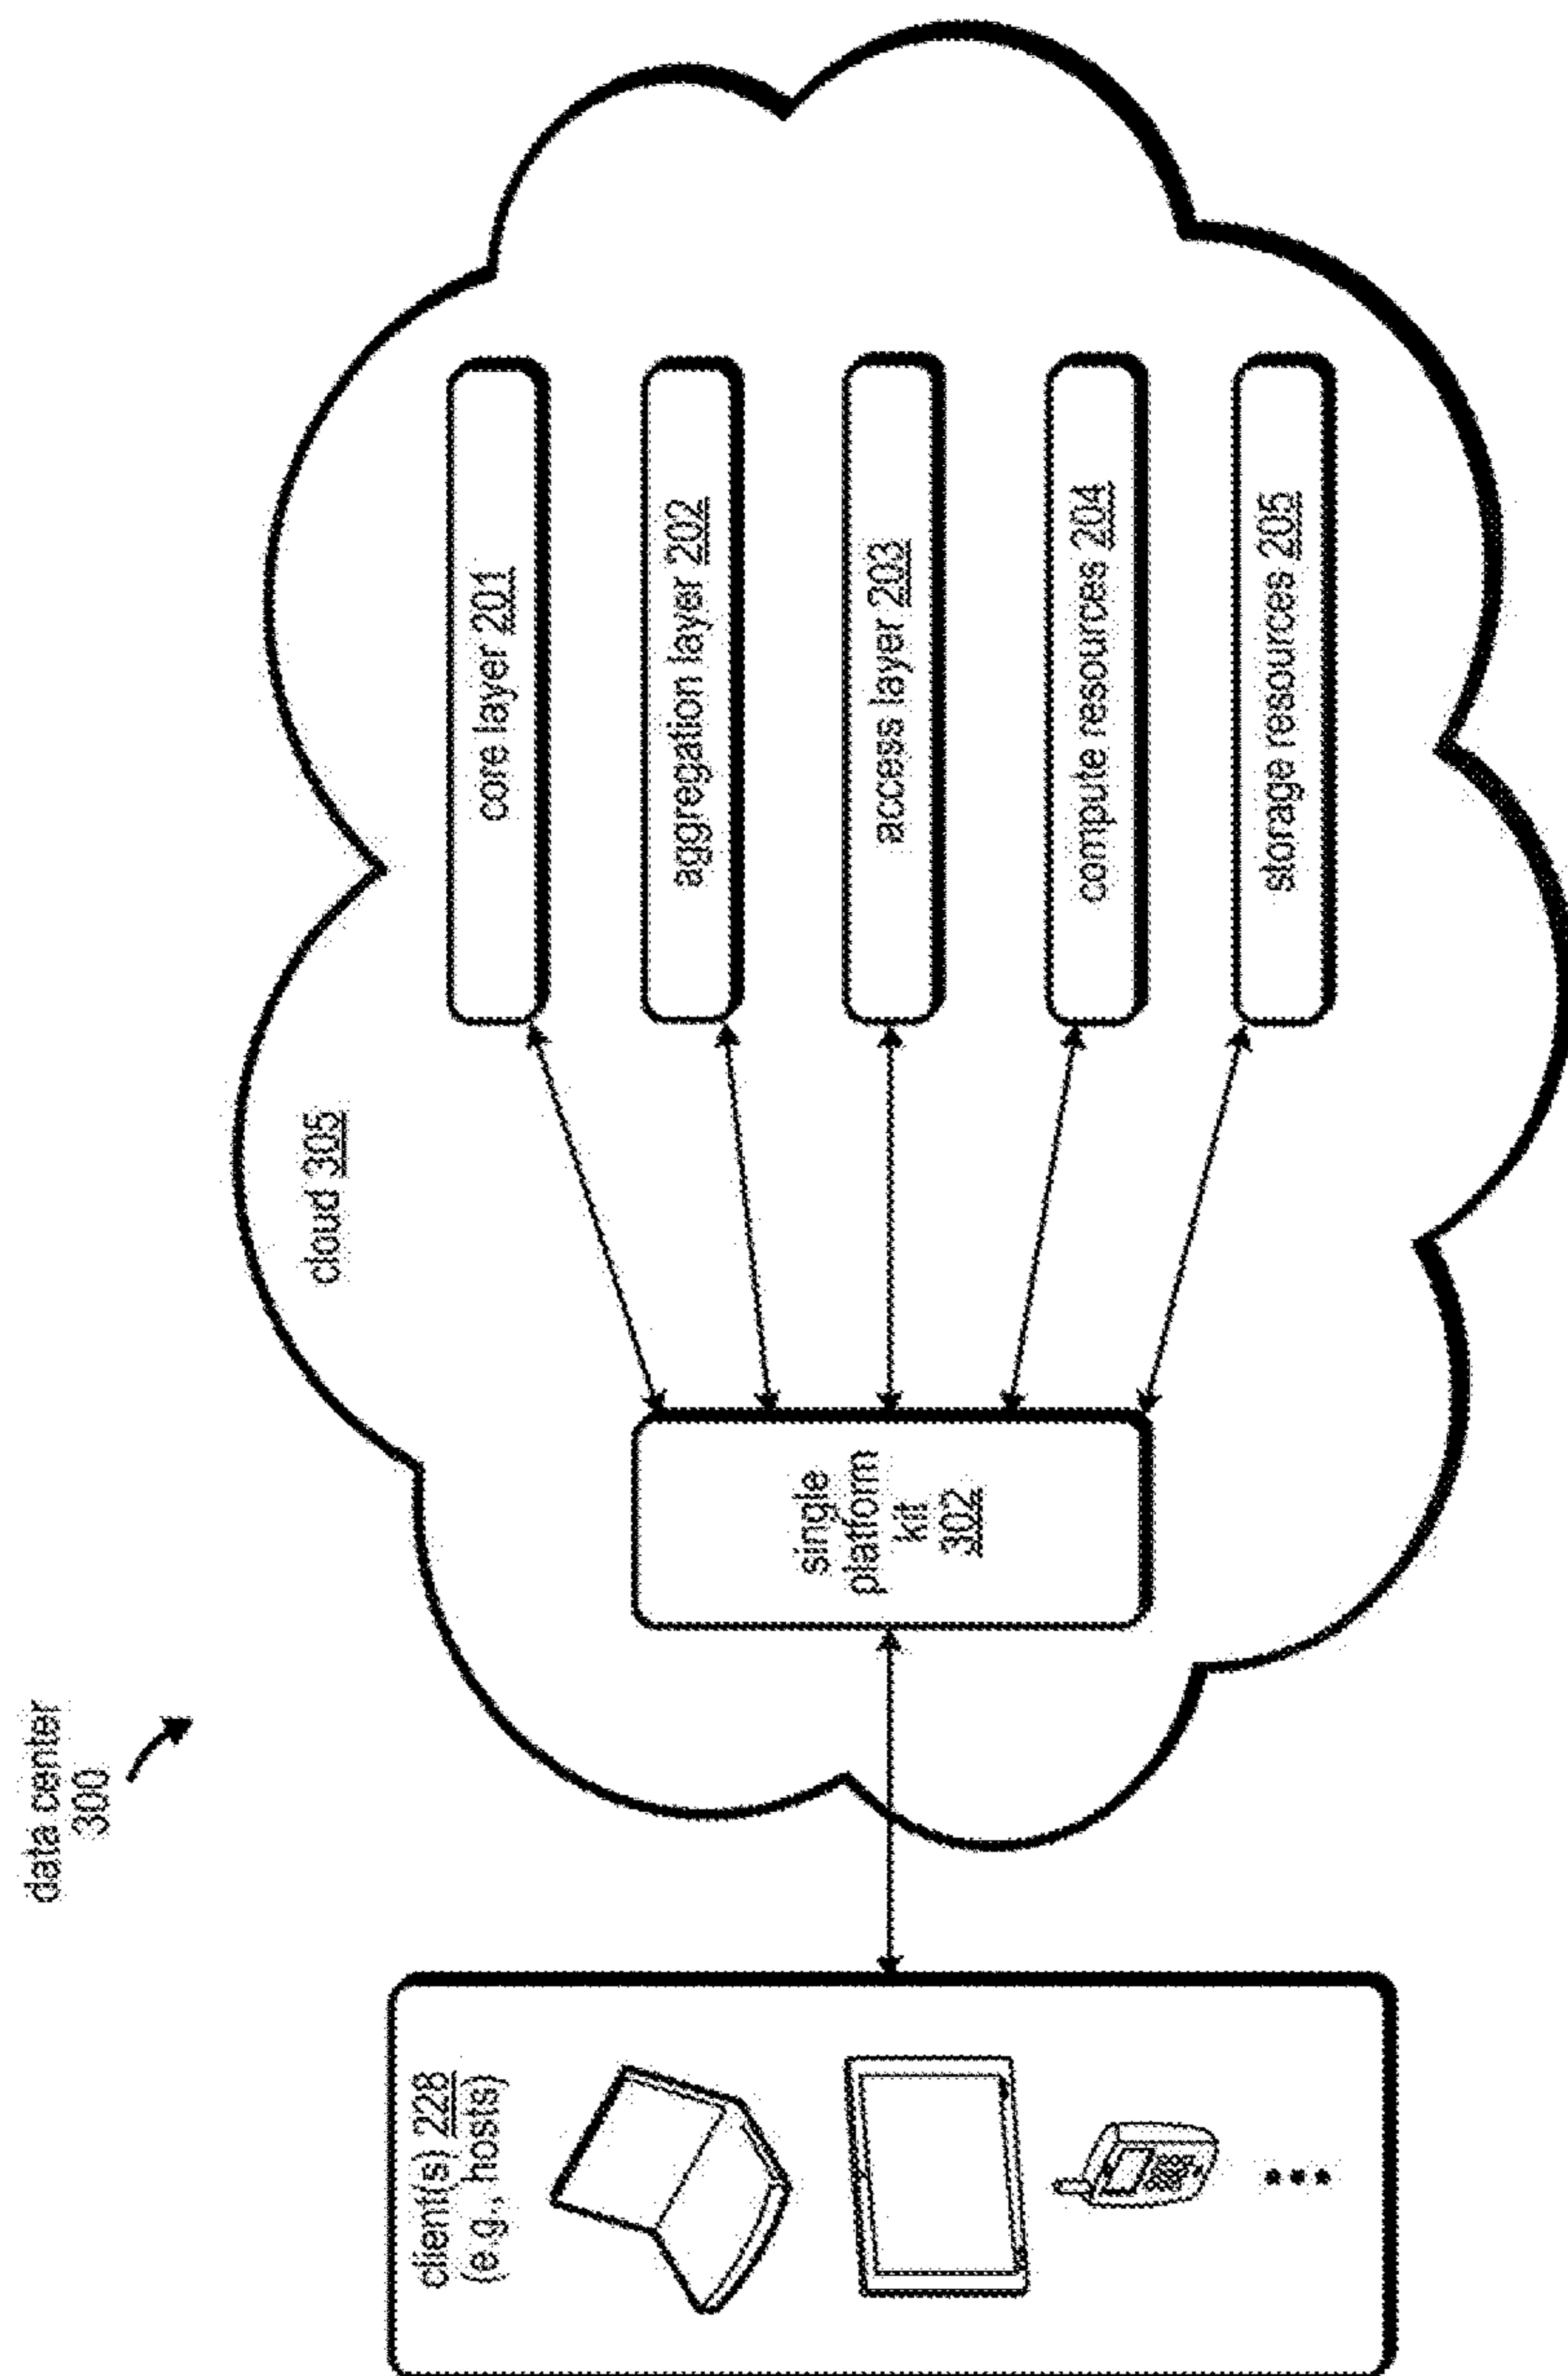 data center
300
cloud 305
client(s) 228
(e.g., hosts)
single
platform
kit
302
core layer 201
aggregation layer 202
access layer 203
compute resources 204
storage resources 205